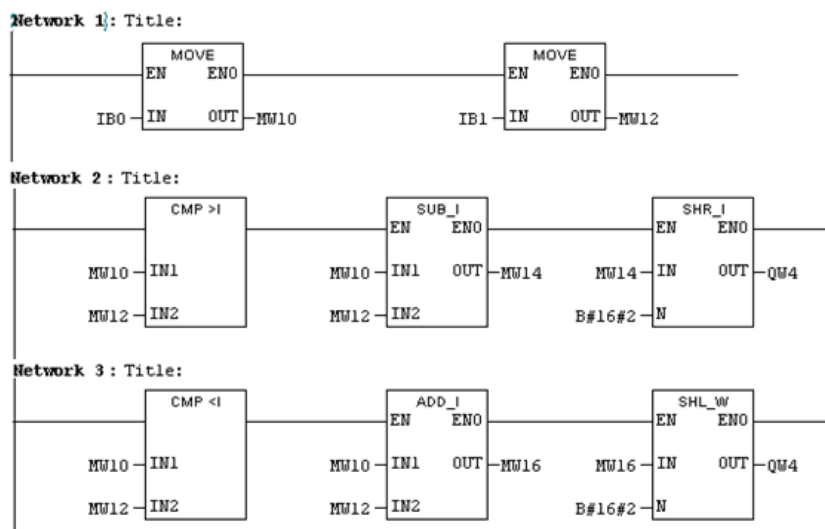 Network 1: Title:
MOVE MOVE
EN ENO EN ENO
IB0 IN OUT MW10 IB1 IN OUT MW12
Network 2: Title:
CMP >I SUB_I SHR_I
EN ENO EN ENO
MW10 IN1 MW10 IN1 OUT MW14 MW14 IN OUT QW4
MW12 IN2 MW12 IN2 B#16#2 N
Network 3: Title:
CMP <I ADD_I SHL_W
EN ENO EN ENO
MW10 IN1 MW10 IN1 OUT MW16 MW16 IN OUT QW4
MW12 IN2 MW12 IN2 B#16#2 N